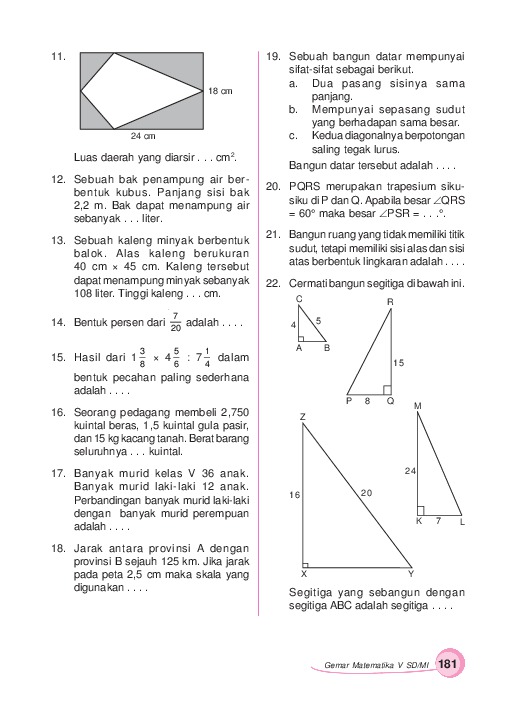 11.
18 cm
24 cm
Luas daerah yang diarsir . . . cm².
12. Sebuah bak penampung air ber-
bentuk kubus. Panjang sisi bak
2,2 m. Bak dapat menampung air
sebanyak . . . liter.
13. Sebuah kaleng minyak berbentuk
balok. Alas kaleng berukuran
40 cm × 45 cm. Kaleng tersebut
dapat menampung minyak sebanyak
108 liter. Tinggi kaleng . . . cm.
14. Bentuk persen dari 7/20 adalah . . . .
15. Hasil dari 1 3/8 × 4 5/6 : 7 1/4 dalam
bentuk pecahan paling sederhana
adalah . . . .
16. Seorang pedagang membeli 2,750
kuintal beras, 1,5 kuintal gula pasir,
dan 15 kg kacang tanah. Berat barang
seluruhnya . . . kuintal.
17. Banyak murid kelas V 36 anak.
Banyak murid laki-laki 12 anak.
Perbandingan banyak murid laki-laki
dengan banyak murid perempuan
adalah . . . .
18. Jarak antara provinsi A dengan
provinsi B sejauh 125 km. Jika jarak
pada peta 2,5 cm maka skala yang
digunakan . . . .
19. Sebuah bangun datar mempunyai
sifat-sifat sebagai berikut.
a. Dua pasang sisinya sama
panjang.
b. Mempunyai sepasang sudut
yang berhadapan sama besar.
c. Kedua diagonalnya berpotongan
saling tegak lurus.
Bangun datar tersebut adalah . . . .
20. PQRS merupakan trapesium siku-
siku di P dan Q. Apabila besar ∠QRS
= 60° maka besar ∠PSR = . . .°.
21. Bangun ruang yang tidak memiliki titik
sudut, tetapi memiliki sisi alas dan sisi
atas berbentuk lingkaran adalah . . . .
22. Cermati bangun segitiga di bawah ini.
C
4 5
A B
R
15
P 8 Q
Z
16 20
X Y
M
24
K 7 L
Segitiga yang sebangun dengan
segitiga ABC adalah segitiga . . . .
Gemar Matematika V SD/MI 181